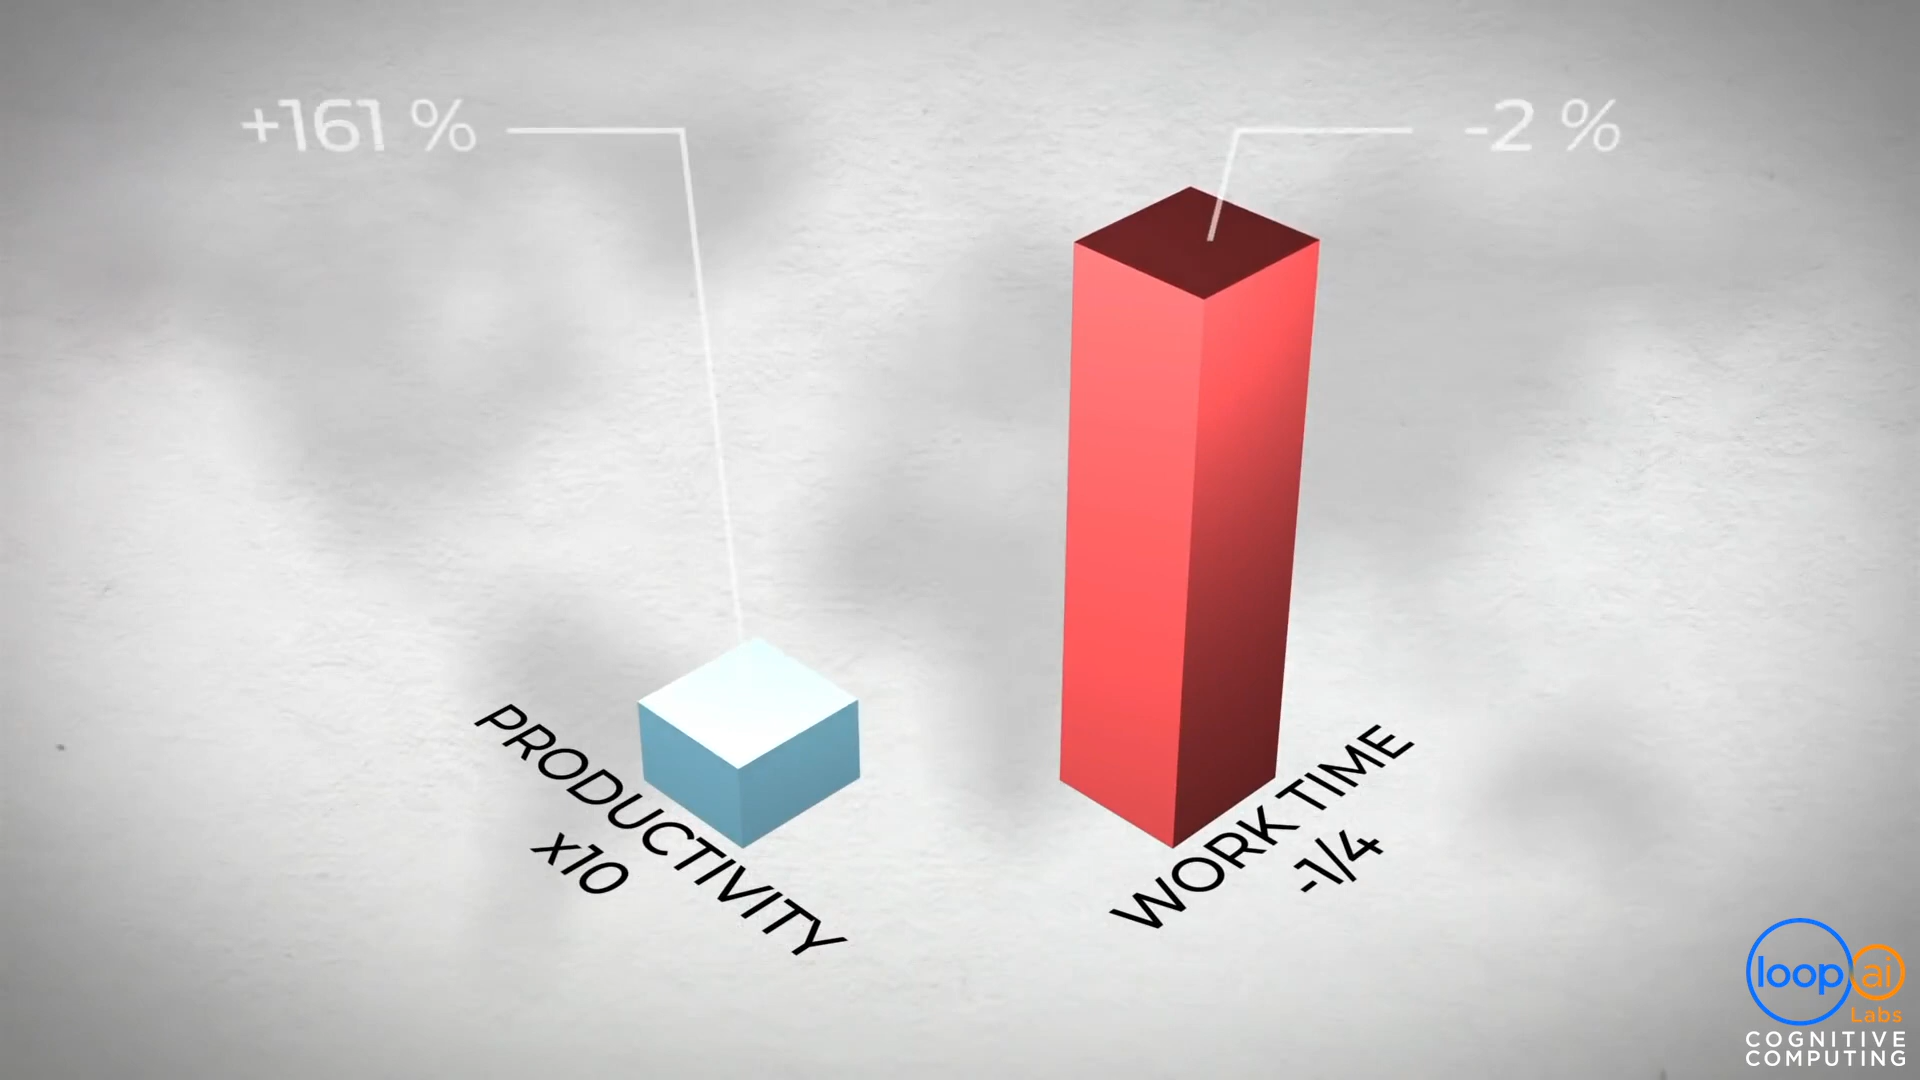 +161 %
-2 %
PRODUCTIVITY
x10
WORK TIME
-1/4
loop ai
Labs
COGNITIVE
COMPUTING